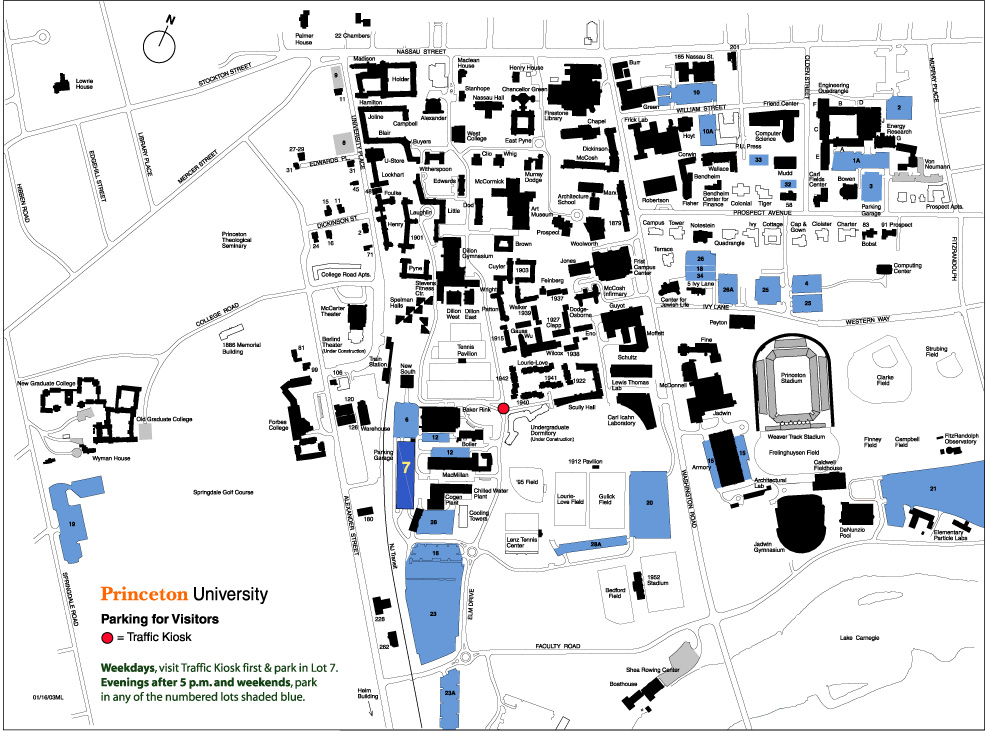 N
Palmer
House
22 Chambers
NASSAU STREET
STOCKTON STREET
Lowrie
House
Madison
Holder
Hamilton
Joline
Campbell
Blair
Alexander
Buyers
9
11
8
UNIVERSITY PLACE
Maclean
House
Henry House
Stanhope
Chancellor Green
Nassau Hall
Firestone
Library
West
College
East Pyne
Chapel
Dickinson
McCosh
Burr
185 Nassau St.
201
Green
10
WILLIAM STREET
Frick Lab
10A
Hoyt
P.U. Press
Friend Center
Computer
Science
OLDEN STREET
Engineering
Quadrangle
F
B
D
C
J
E
A
G
2
Energy
Research
1A
Von
Neumann
MURRAY PLACE
LIBRARY PLACE
EDGEHILL STREET
MERCER STREET
HIBBEN ROAD
27-29
31
EDWARDS PL.
31
45
48
U-Store
Lockhart
Foulke
Laughlin
Henry
1901
Witherspoon
Edwards
Little
Clio
Whig
McCormick
Dod
Murray
Dodge
Art
Museum
Prospect
Architecture
School
Marx
1879
Woolworth
Corwin
Wallace
Bendheim
Robertson
Fisher
Bendheim
Center for
Finance
Colonial
Tiger
58
33
Mudd
32
Carl
Fields
Center
Bowen
3
Parking
Garage
Prospect Apts.
PROSPECT AVENUE
15
11
DICKINSON ST.
2
24
16
71
Princeton
Theological
Seminary
College Road Apts.
Dillon
Gymnasium
Brown
Pyne
Stevens
Fitness
Ctr.
Cuyler
1903
Jones
Frist
Campus
Center
Campus
Tower
Notestein
Ivy
Cottage
Quadrangle
Cap &
Gown
Cloister
Charter
83
Bobst
91 Prospect
Terrace
26
18
34
5 Ivy Lane
26A
25
4
25
Computing
Center
FITZRANDOLPH
COLLEGE ROAD
McCarter
Theater
Berlind
Theater
(Under Construction)
Spelman
Halls
Wright
Dillon
West
Dillon
East
Patton
Walker
1939
Feinberg
1937
Dodge-
Osborne
1927
Clapp
McCosh
Infirmary
Guyot
Center for
Jewish Life
IVY LANE
WESTERN WAY
Peyton
1886 Memorial
Building
Gauss
Wu
1915
Eno
Wilcox
1938
Moffett
Schultz
Fine
Princeton
Stadium
Clarke
Field
Strubing
Field
81
99
106
Train
Station
New
South
Tennis
Pavilion
Lourie-Love
1942
1941
1922
1940
Scully Hall
Lewis Thomas
Lab
McDonnell
New Graduate College
Old Graduate College
Wyman House
Forbes
College
120
126
Warehouse
6
Baker Rink
Undergraduate
Dormitory
(Under Construction)
Carl Icahn
Laboratory
Jadwin
Weaver Track Stadium
Frelinghuysen Field
Finney
Field
Campbell
Field
FitzRandolph
Observatory
Parking
Garage
7
12
Boiler
12
MacMillan
Cogen
Plant
Chilled Water
Plant
Cooling
Towers
28
1912 Pavilion
'95 Field
Lourie-
Love Field
Gulick
Field
20
28A
Lenz Tennis
Center
WASHINGTON ROAD
Armory
15
15
Architectural
Lab
Caldwell
Fieldhouse
DeNunzio
Pool
Jadwin
Gymnasium
21
Elementary
Particle Labs
Springdale Golf Course
19
180
ALEXANDER STREET
NJ Transit
18
23
ELM DRIVE
SPRINGDALE ROAD
228
262
Bedford
Field
1952
Stadium
FACULTY ROAD
Lake Carnegie
Shea Rowing Center
Boathouse
23A
Helm
Building
Princeton University
Parking for Visitors
= Traffic Kiosk
Weekdays, visit Traffic Kiosk first & park in Lot 7.
Evenings after 5 p.m. and weekends, park
in any of the numbered lots shaded blue.
01/16/03ML